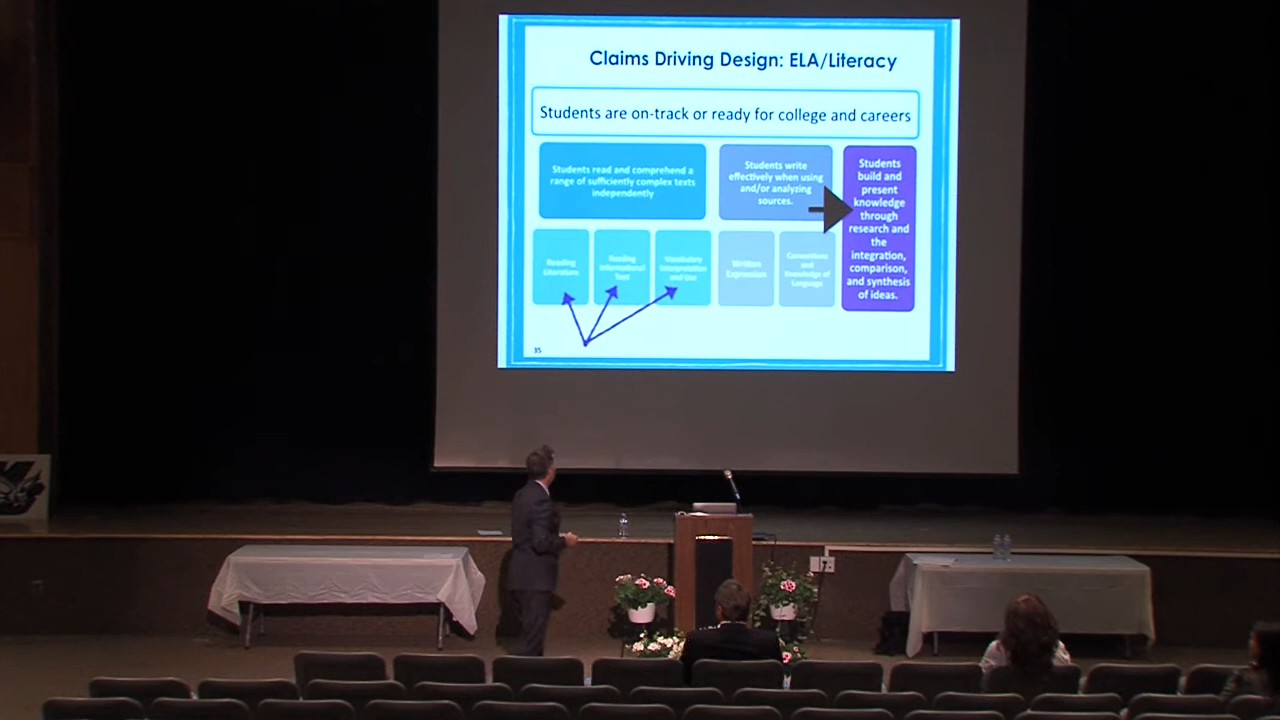 Claims Driving Design: ELA/Literacy
Students are on-track or ready for college and careers
Students read and comprehend a
range of sufficiently complex texts
independently
Students write
effectively when using
and/or analyzing
sources.
Students
build and
present
knowledge
through
research and
the
integration,
comparison,
and synthesis
of ideas.
Reading
Literature
Reading
Informational
Text
Vocabulary
Interpretation
and Use
Written
Expression
Conventions
and
Knowledge of
Language
35